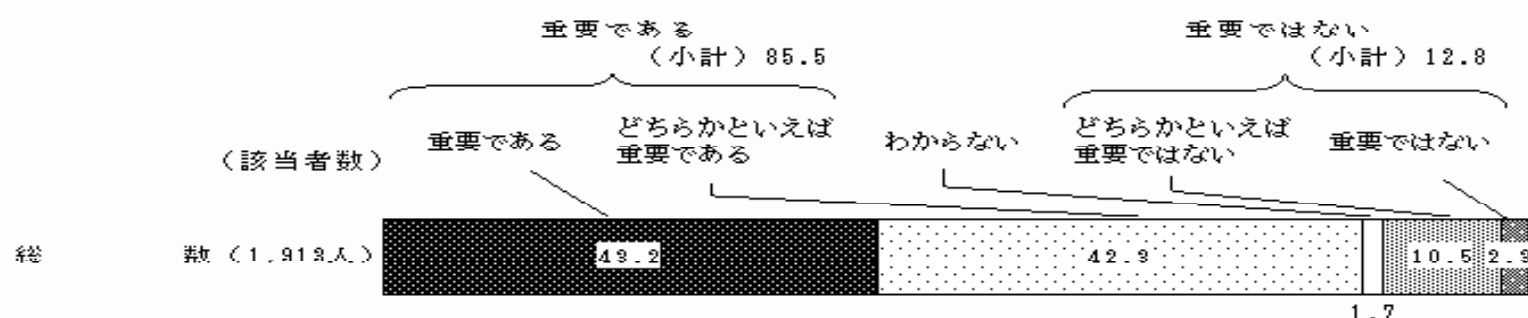 重要である
（小計）85.5
重要ではない
（小計）12.8
（該当者数）
重要である
どちらかといえば
重要である
わからない
どちらかといえば
重要ではない
重要ではない
総 数（1,913人）
43.2
42.3
10.5
2.3
1.7